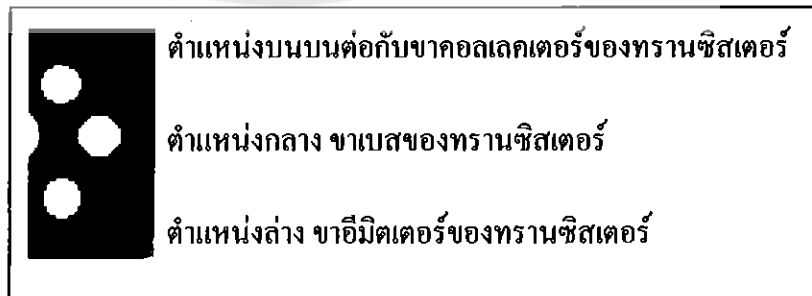 ตำแหน่งบนบนต่อกับขาคอลเลคเตอร์ของทรานซิสเตอร์
ตำแหน่งกลาง ขาเบสของทรานซิสเตอร์
ตำแหน่งล่าง ขาอีมิตเตอร์ของทรานซิสเตอร์